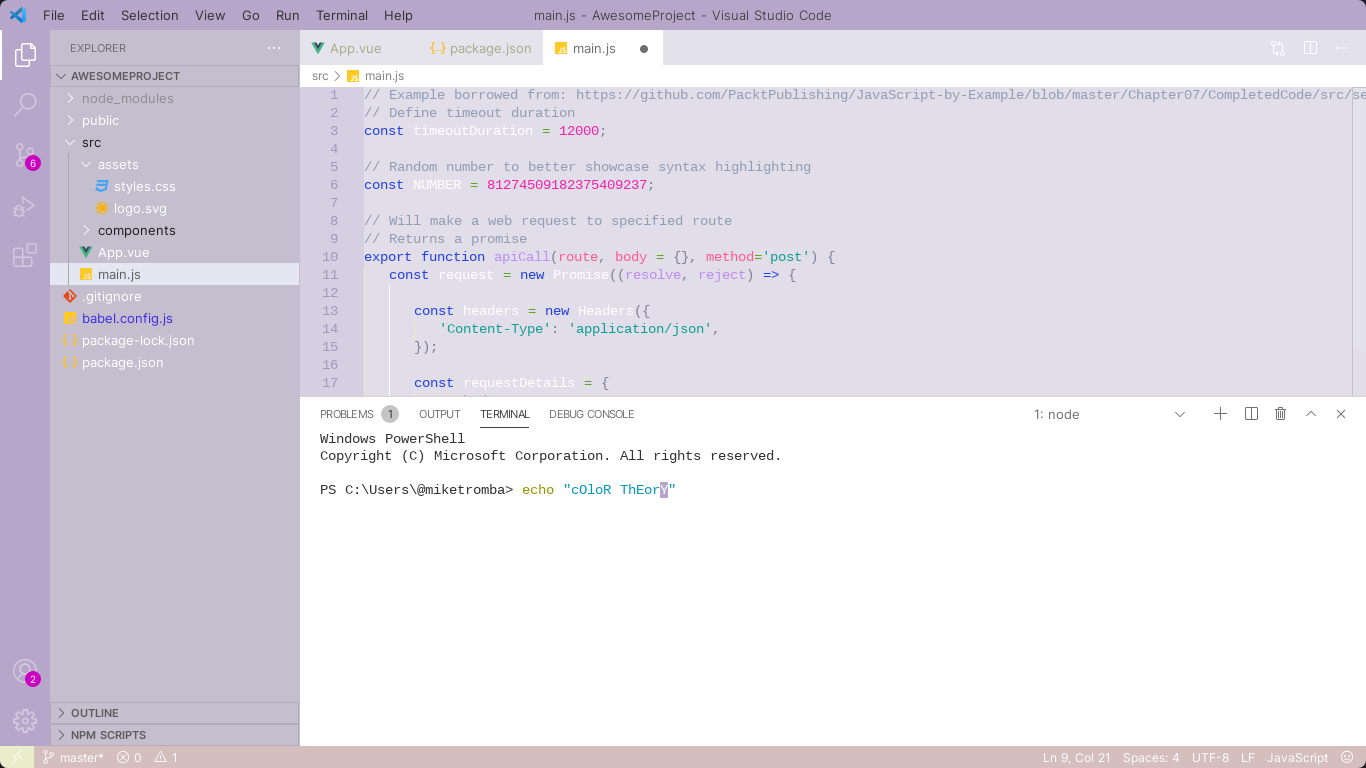 File Edit Selection View Go Run Terminal Help main.js - AwesomeProject - Visual Studio Code
EXPLORER
AWESOMEPROJECT
node_modules
public
src
assets
styles.css
logo.svg
components
App.vue
main.js
.gitignore
babel.config.js
package-lock.json
package.json
OUTLINE
NPM SCRIPTS
6
2
App.vue package.json main.js
src main.js
1 // Example borrowed from: https://github.com/PacktPublishing/JavaScript-by-Example/blob/master/Chapter07/CompletedCode/src/se
2 // Define timeout duration
3 const timeoutDuration = 12000;
4
5 // Random number to better showcase syntax highlighting
6 const NUMBER = 81274509182375409237;
7
8 // Will make a web request to specified route
9 // Returns a promise
10 export function apiCall(route, body = {}, method='post') {
11 const request = new Promise((resolve, reject) => {
12
13 const headers = new Headers({
14 'Content-Type': 'application/json',
15 });
16
17 const requestDetails = {
PROBLEMS 1 OUTPUT TERMINAL DEBUG CONSOLE 1: node
Windows PowerShell
Copyright (C) Microsoft Corporation. All rights reserved.
PS C:\Users\@miketromba> echo "cOloR ThEorY"
master* 0 1 Ln 9, Col 21 Spaces: 4 UTF-8 LF JavaScript